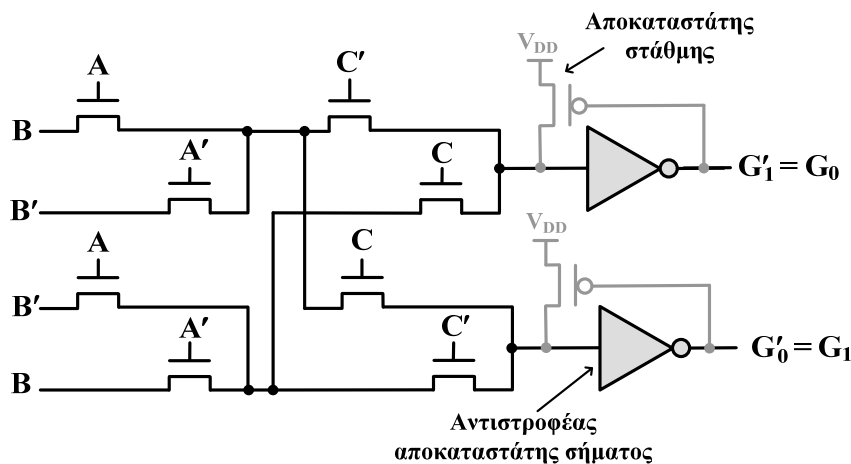 Αποκαταστάτης
στάθμης
V_DD
A
C′
B
A′
C
G′₁ = G₀
B′
V_DD
A
C
B′
A′
C′
G′₀ = G₁
B
Αντιστροφέας
αποκαταστάτης σήματος